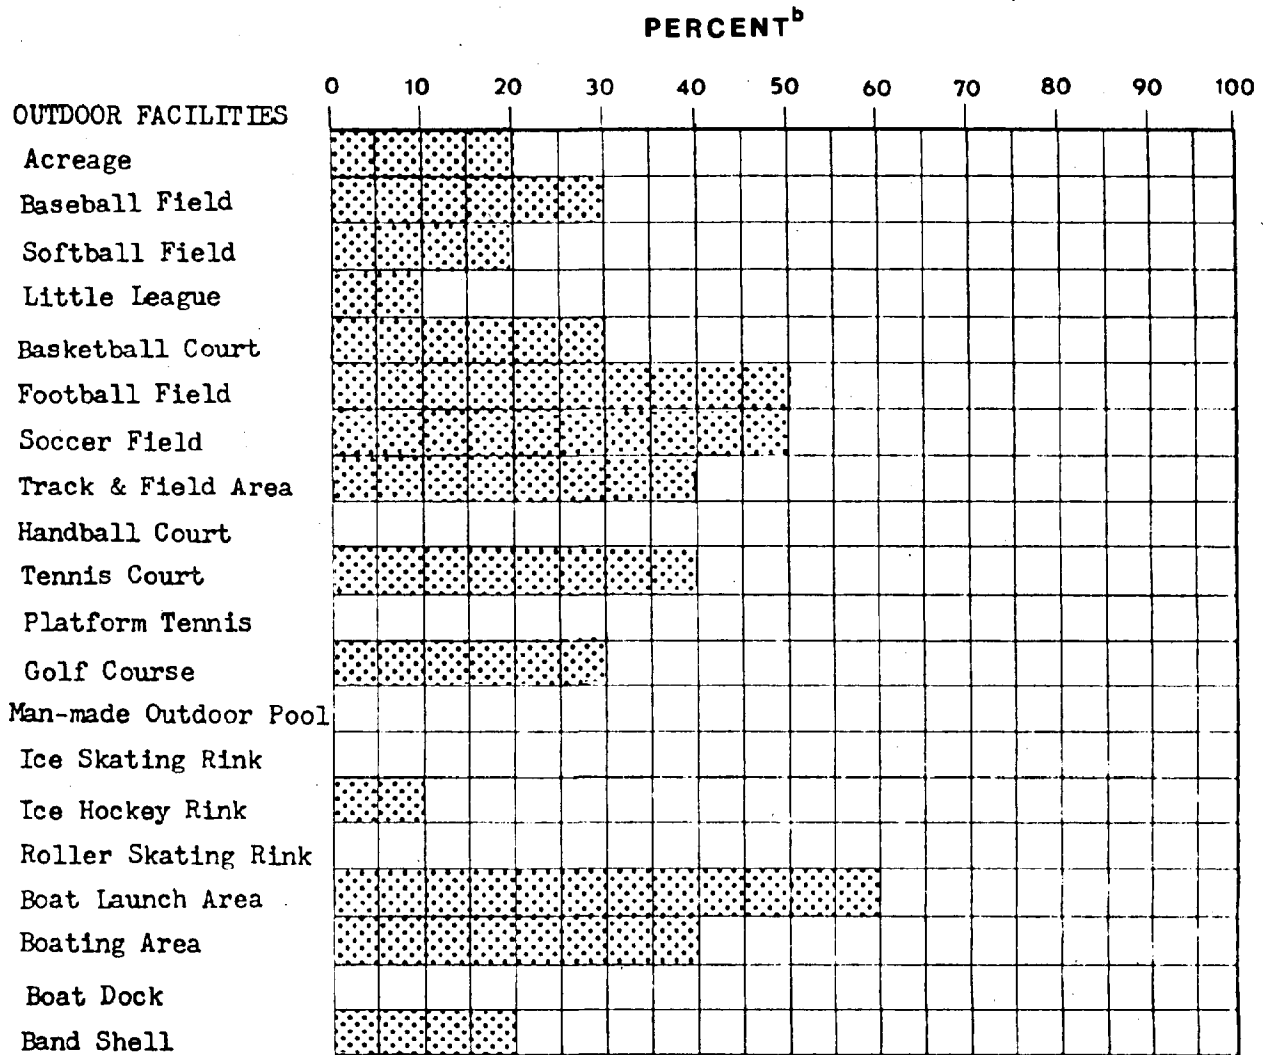 PERCENTᵇ
0 10 20 30 40 50 60 70 80 90 100
OUTDOOR FACILITIES
Acreage
Baseball Field
Softball Field
Little League
Basketball Court
Football Field
Soccer Field
Track & Field Area
Handball Court
Tennis Court
Platform Tennis
Golf Course
Man-made Outdoor Pool
Ice Skating Rink
Ice Hockey Rink
Roller Skating Rink
Boat Launch Area
Boating Area
Boat Dock
Band Shell